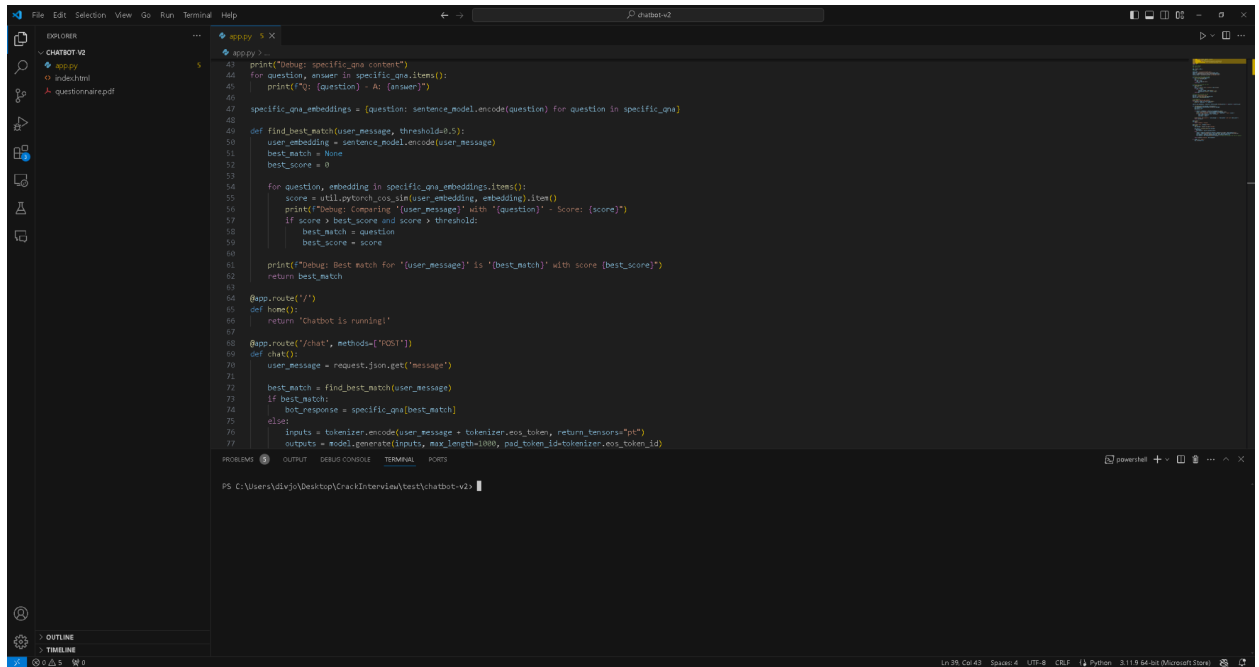 File Edit Selection View Go Run Terminal Help
chatbot-v2
EXPLORER
CHATBOT-V2
app.py 5
index.html
questionnaire.pdf
OUTLINE
TIMELINE
app.py 5
app.py > ...
43 print("Debug: specific_qna content")
44 for question, answer in specific_qna.items():
45 print(f"Q: {question} - A: {answer}")
46
47 specific_qna_embeddings = {question: sentence_model.encode(question) for question in specific_qna}
48
49 def find_best_match(user_message, threshold=0.5):
50 user_embedding = sentence_model.encode(user_message)
51 best_match = None
52 best_score = 0
53
54 for question, embedding in specific_qna_embeddings.items():
55 score = util.pytorch_cos_sim(user_embedding, embedding).item()
56 print(f"Debug: Comparing '{user_message}' with '{question}' - Score: {score}")
57 if score > best_score and score > threshold:
58 best_match = question
59 best_score = score
60
61 print(f"Debug: Best match for '{user_message}' is '{best_match}' with score {best_score}")
62 return best_match
63
64 @app.route('/')
65 def home():
66 return 'Chatbot is running!'
67
68 @app.route('/chat', methods=['POST'])
69 def chat():
70 user_message = request.json.get('message')
71
72 best_match = find_best_match(user_message)
73 if best_match:
74 bot_response = specific_qna[best_match]
75 else:
76 inputs = tokenizer.encode(user_message + tokenizer.eos_token, return_tensors="pt")
77 outputs = model.generate(inputs, max_length=1000, pad_token_id=tokenizer.eos_token_id)
PROBLEMS 5 OUTPUT DEBUG CONSOLE TERMINAL PORTS
powershell
PS C:\Users\divjo\Desktop\CrackInterview\test\chatbot-v2>
0 5 0
Ln 39, Col 43 Spaces: 4 UTF-8 CRLF Python 3.11.9 64-bit (Microsoft Store)